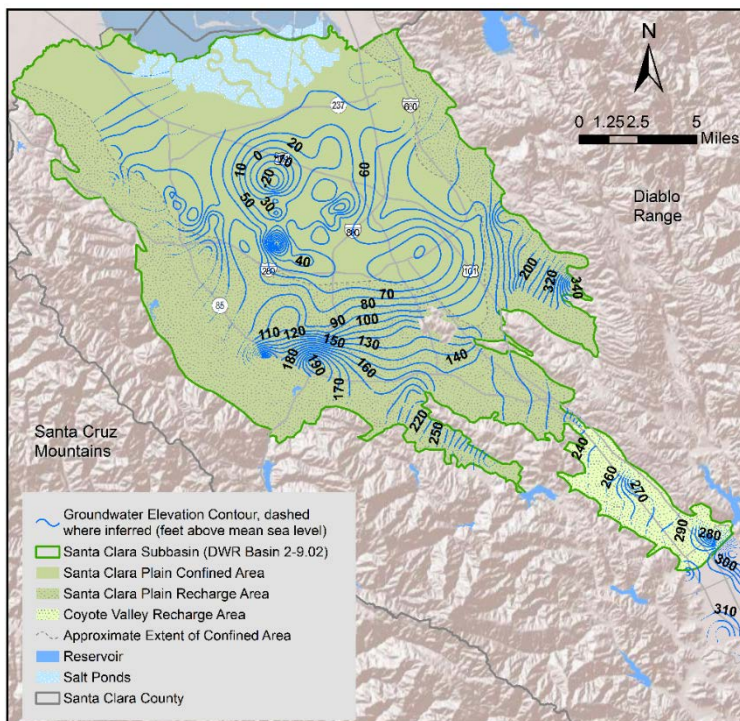 N
0 1.25 2.5 5
Miles
237
680
20
10
0
10
20
60
50
30
Diablo
Range
880
200
320
340
40
280
101
70
85
80
90
100
110
120
150
130
140
180
190
160
170
Santa Cruz
Mountains
220
250
240
260
270
290
280
300
310
Groundwater Elevation Contour, dashed
where inferred (feet above mean sea level)
Santa Clara Subbasin (DWR Basin 2-9.02)
Santa Clara Plain Confined Area
Santa Clara Plain Recharge Area
Coyote Valley Recharge Area
Approximate Extent of Confined Area
Reservoir
Salt Ponds
Santa Clara County